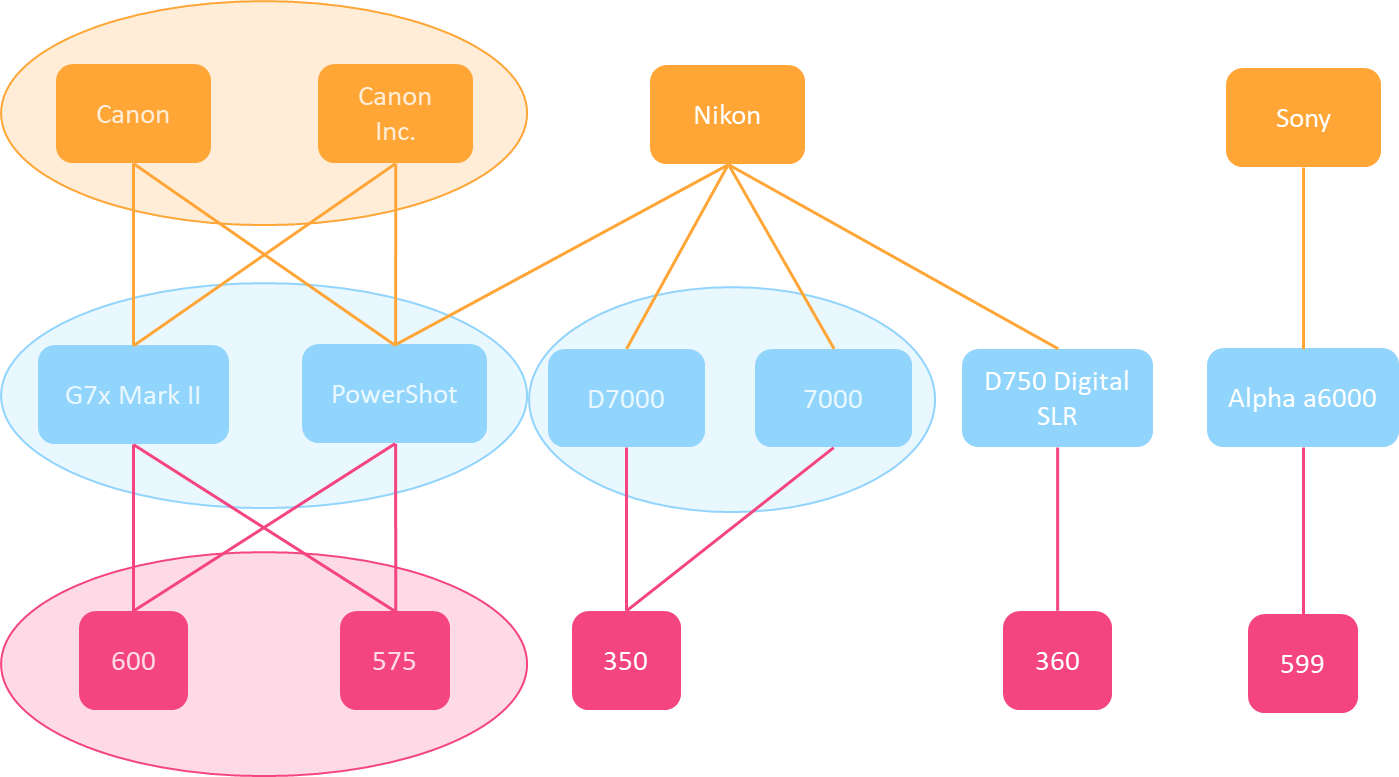 Canon
Canon
Inc.
Nikon
Sony
G7x Mark II
PowerShot
D7000
7000
D750 Digital
SLR
Alpha a6000
600
575
350
360
599